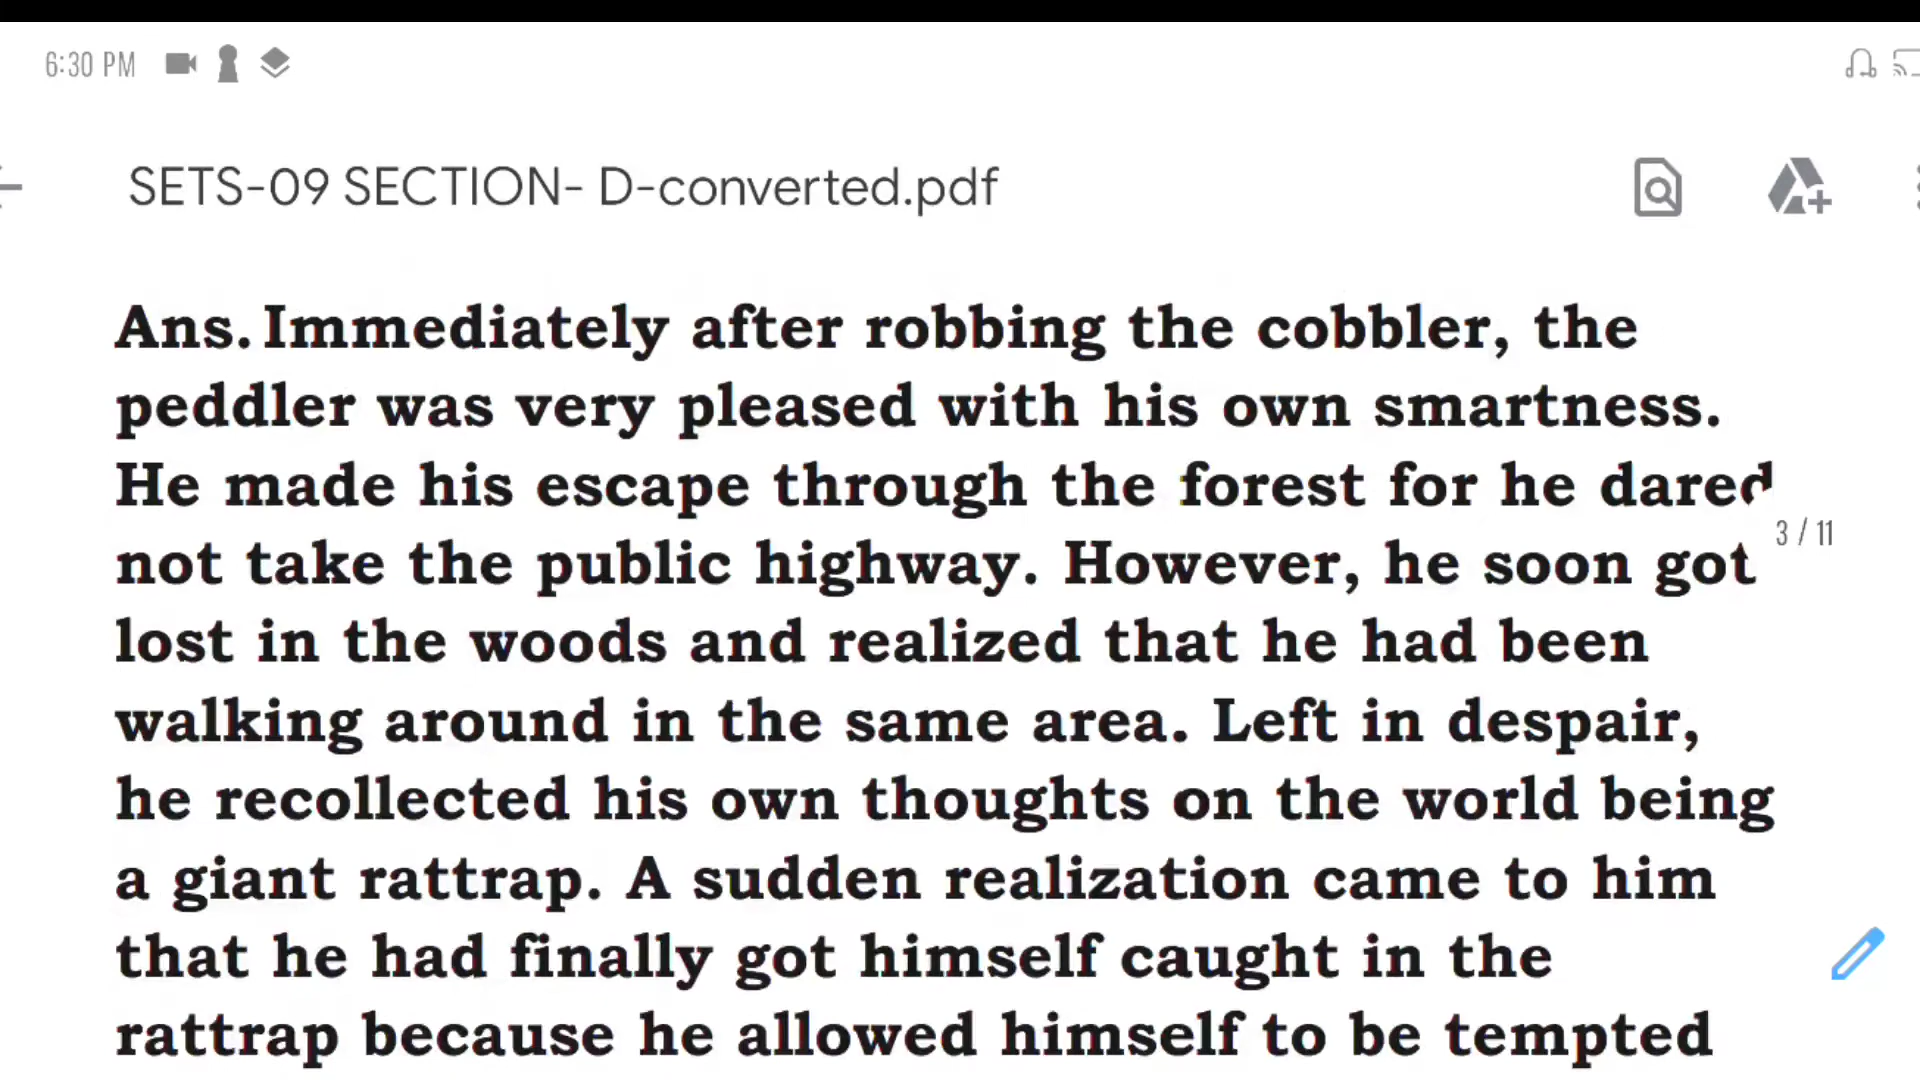 6:30 PM
SETS-09 SECTION- D-converted.pdf
Ans. Immediately after robbing the cobbler, the
peddler was very pleased with his own smartness.
He made his escape through the forest for he dared
3 / 11
not take the public highway. However, he soon got
lost in the woods and realized that he had been
walking around in the same area. Left in despair,
he recollected his own thoughts on the world being
a giant rattrap. A sudden realization came to him
that he had finally got himself caught in the
rattrap because he allowed himself to be tempted